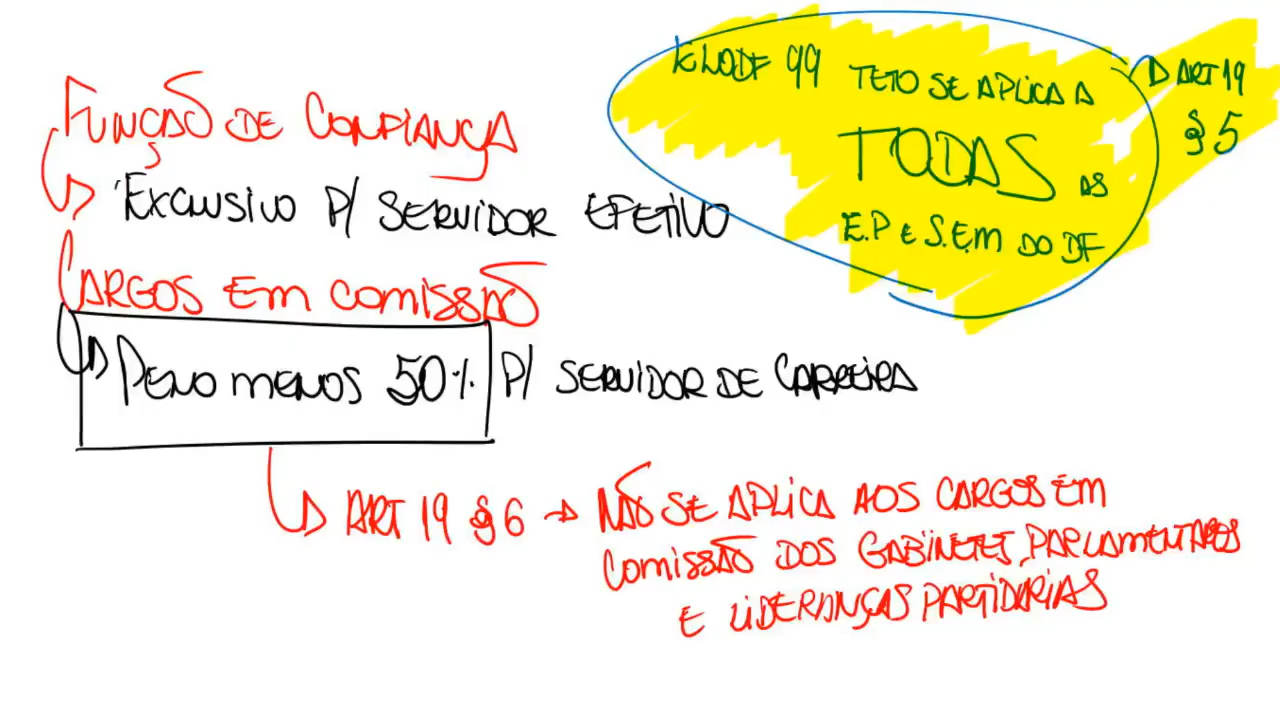 FUNÇÃO DE CONFIANÇA
EXCLUSIVO P/ SERVIDOR EFETIVO
CARGOS EM COMISSÃO
PELO MENOS 50% P/ SERVIDOR DE CARREIRA
ART 19 § 6 → NÃO SE APLICA AOS CARGOS EM
COMISSÃO DOS GABINETES PARLAMENTARES
E LIDERANÇAS PARTIDÁRIAS
ELODF 99 TETO SE APLICA A
TODAS AS
E.P E S.E.M DO DF
ART 19
§ 5